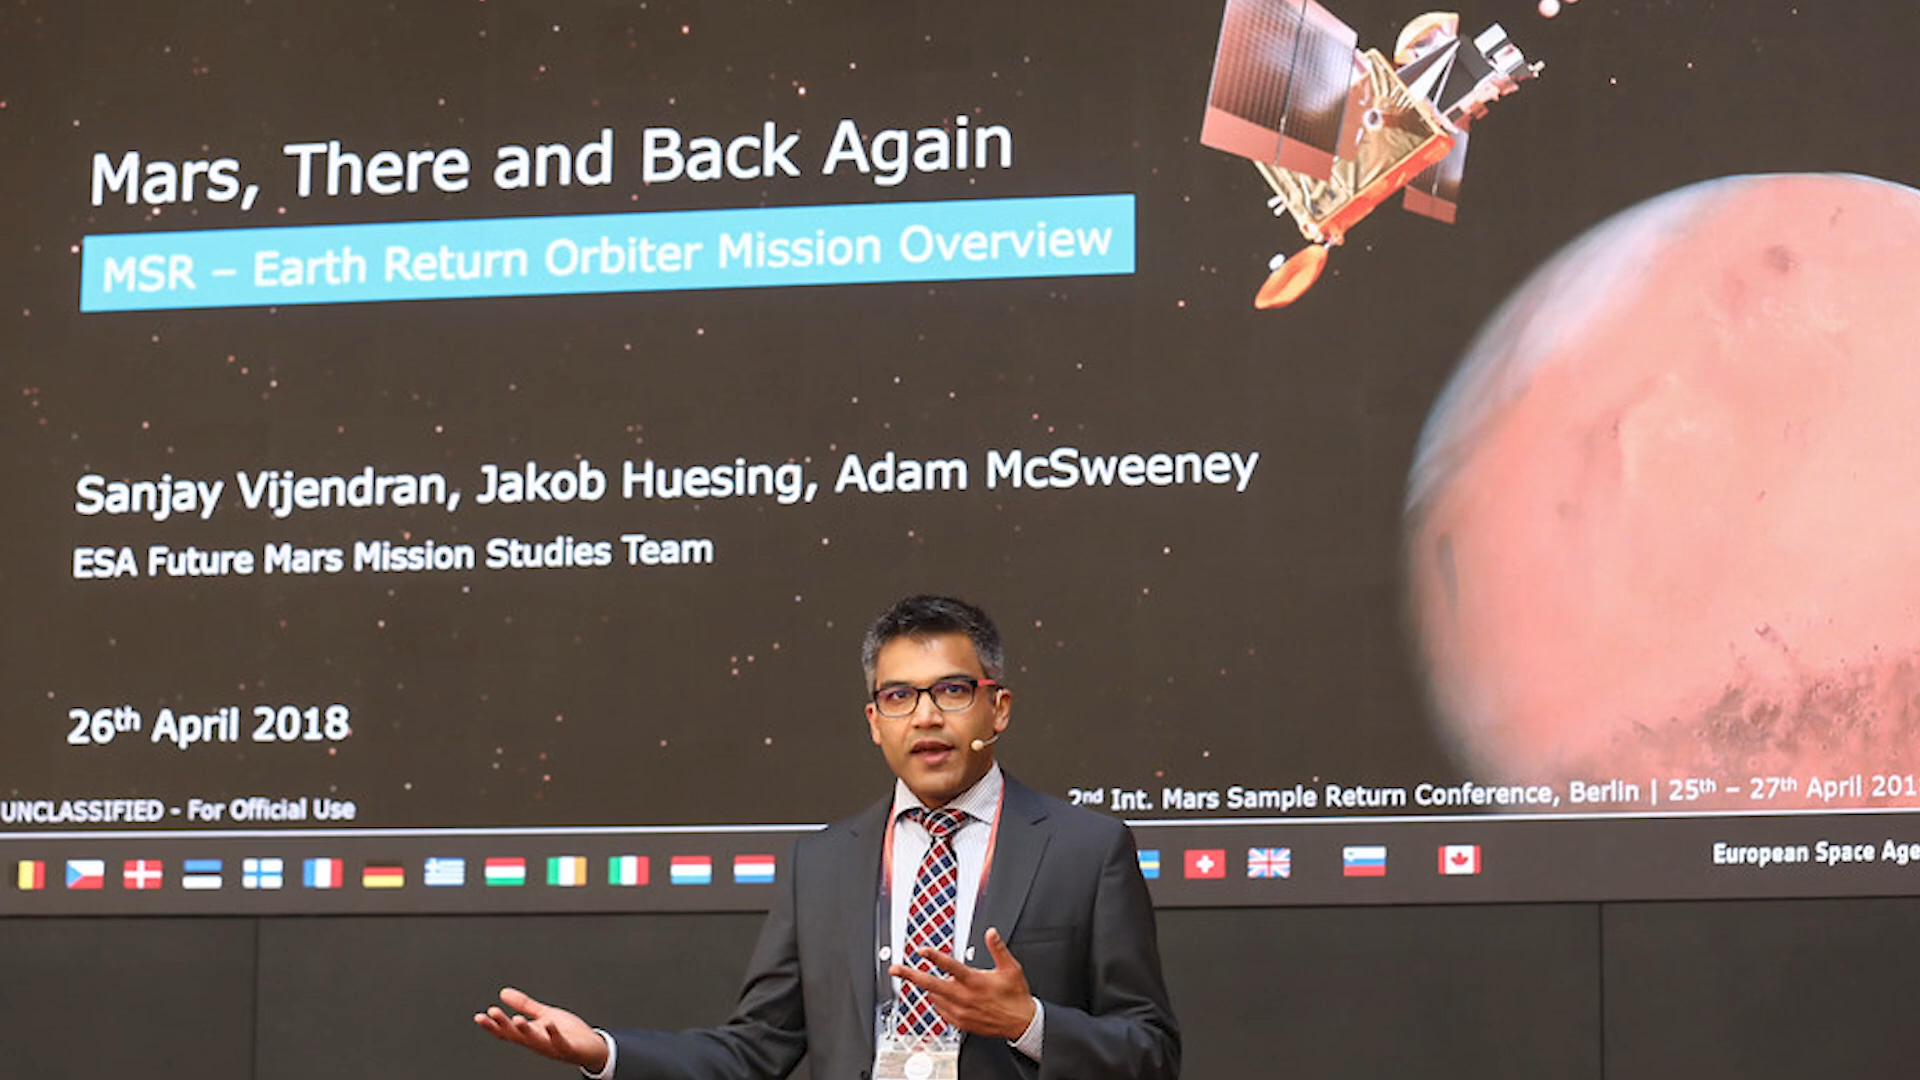 Mars, There and Back Again
MSR – Earth Return Orbiter Mission Overview
Sanjay Vijendran, Jakob Huesing, Adam McSweeney
ESA Future Mars Mission Studies Team
26th April 2018
UNCLASSIFIED - For Official Use
2nd Int. Mars Sample Return Conference, Berlin | 25th – 27th April 201
European Space Age